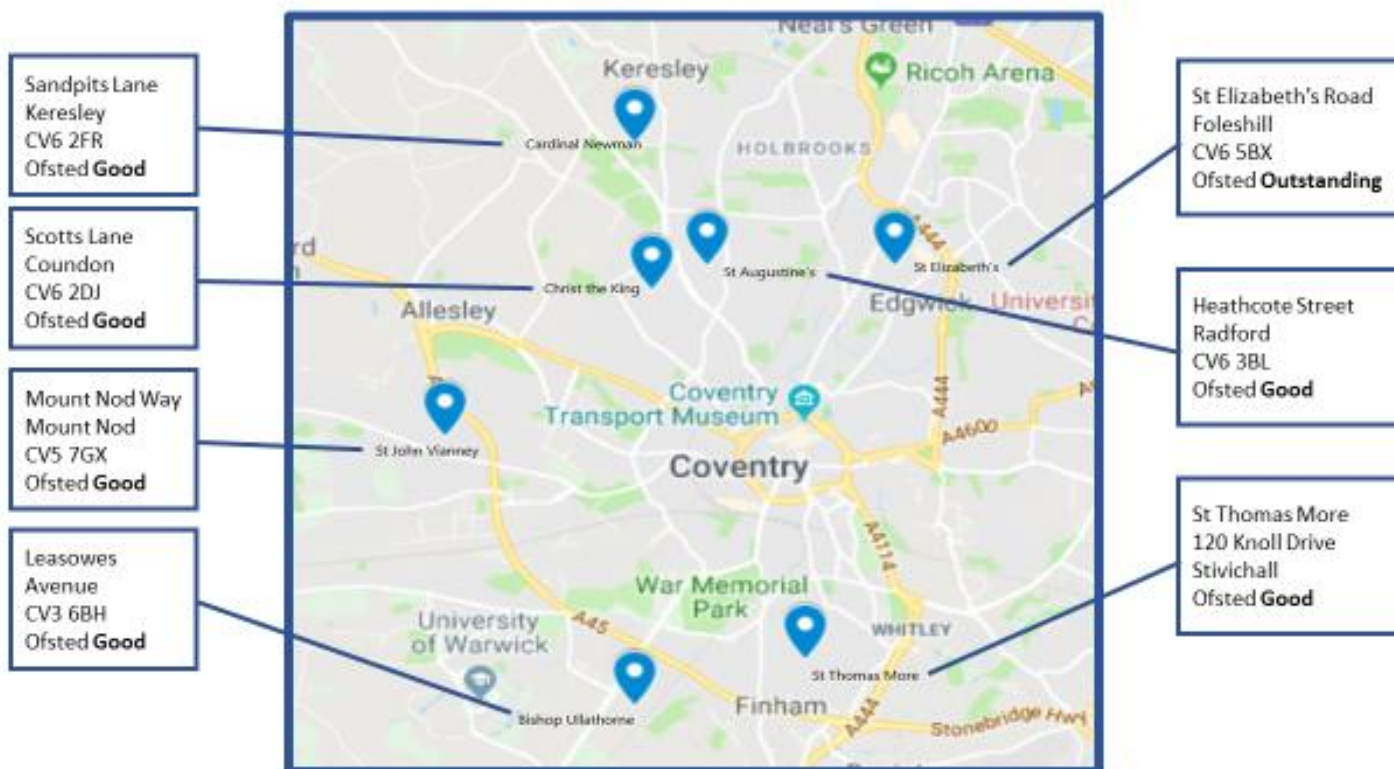 Sandpits Lane
Keresley
CV6 2FR
Ofsted Good
Scotts Lane
Coundon
CV6 2DJ
Ofsted Good
Mount Nod Way
Mount Nod
CV5 7GX
Ofsted Good
Leasowes
Avenue
CV3 6BH
Ofsted Good
Neal's Green
Keresley
Ricoh Arena
Cardinal Newman
HOLBROOKS
A444
St Augustine's
St Elizabeth's
Christ the King
Edgwick
Allesley
Coventry
Transport Museum
A444
A4600
St John Vianney
Coventry
A4114
War Memorial
Park
University
of Warwick
A45
WHITLEY
St Thomas More
Bishop Ullathorne
Finham
A444
Stonebridge Hwy
St Elizabeth's Road
Foleshill
CV6 5BX
Ofsted Outstanding
Heathcote Street
Radford
CV6 3BL
Ofsted Good
St Thomas More
120 Knoll Drive
Stivichall
Ofsted Good